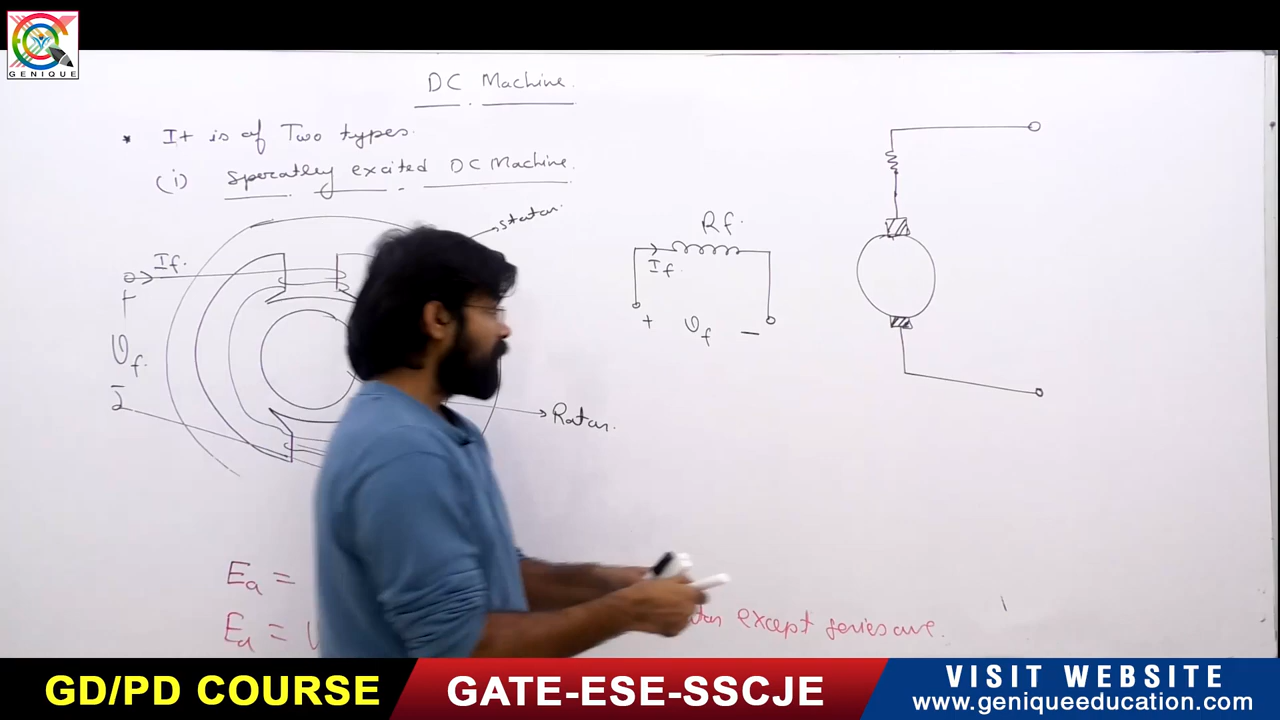 GENIQUE
DC Machine.
* It is of Two types.
(i) Speratley excited DC Machine.
Stator.
If.
+
Vf.
-
Rotor.
Rf.
If
+ Vf -
Ea =
Ea =
except series one.
GD/PD COURSE
GATE-ESE-SSCJE
VISIT WEBSITE
www.geniqueeducation.com